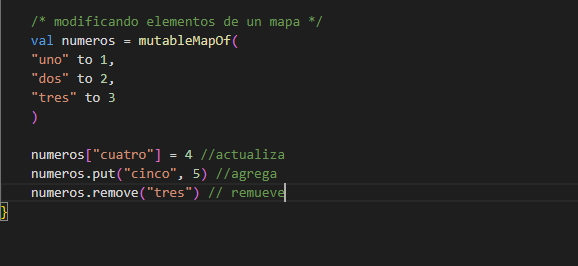 /* modificando elementos de un mapa */
val numeros = mutableMapOf(
"uno" to 1,
"dos" to 2,
"tres" to 3
)
numeros["cuatro"] = 4 //actualiza
numeros.put("cinco", 5) //agrega
numeros.remove("tres") // remueve
}